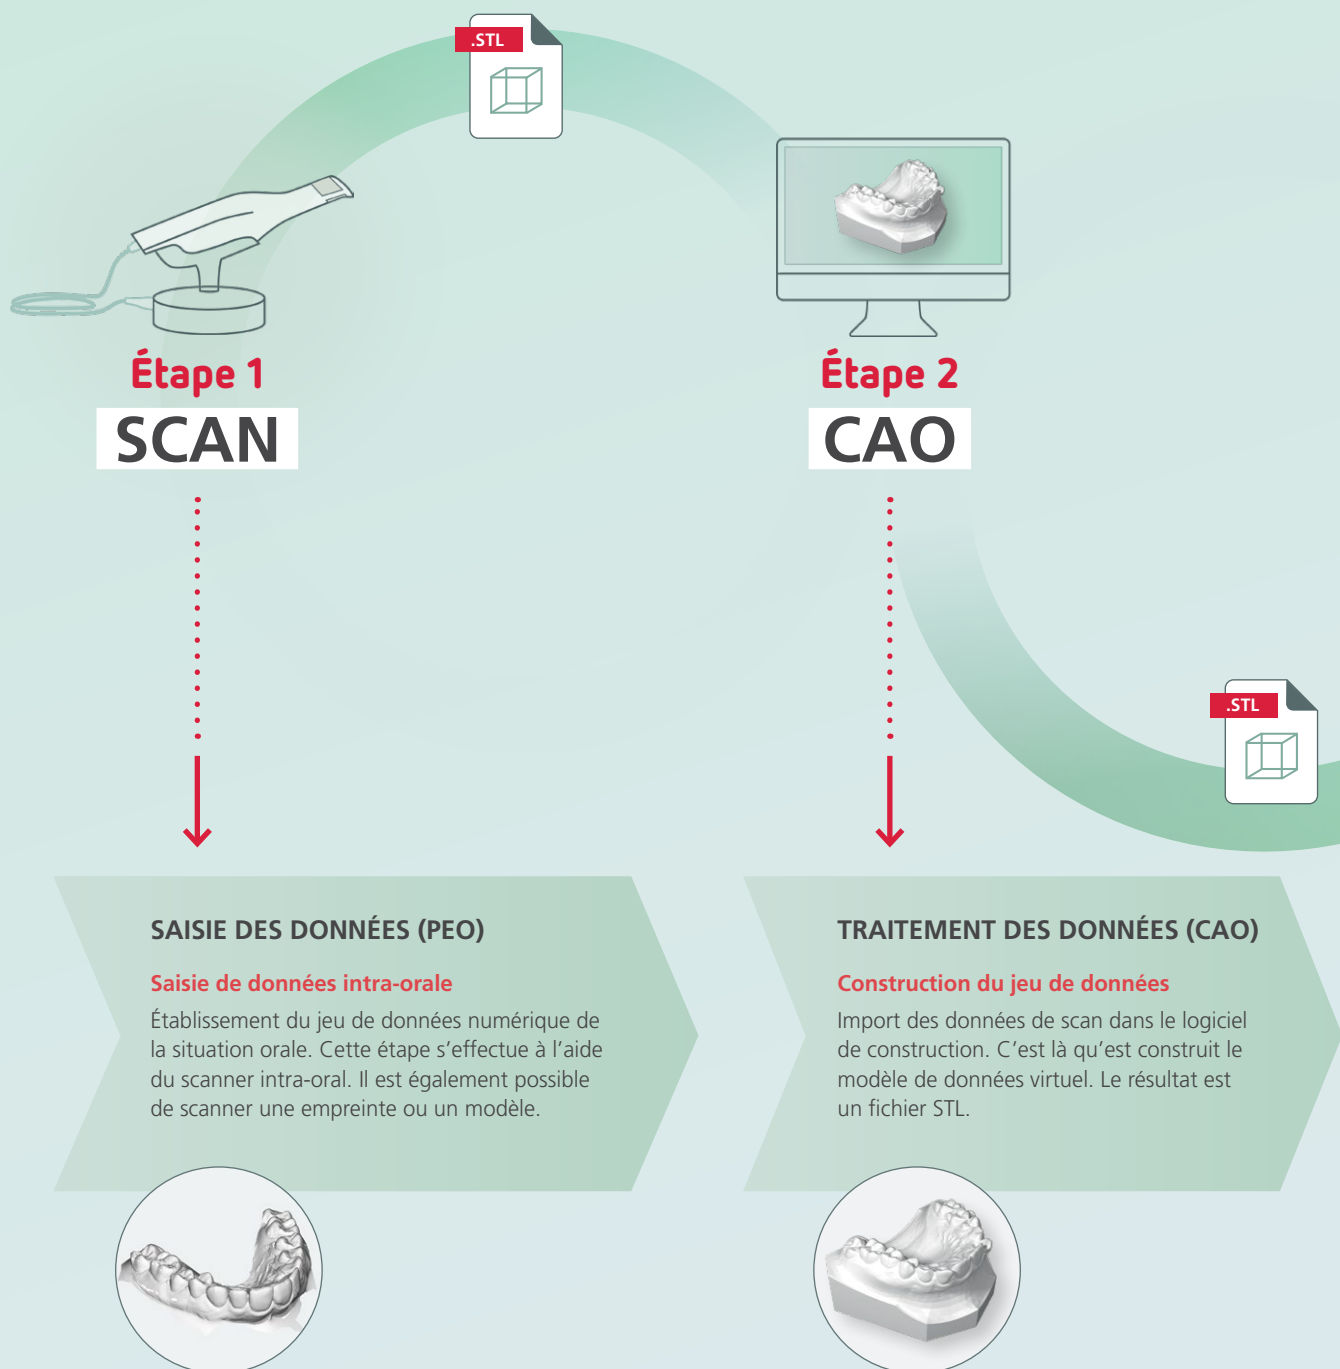 .STL
Étape 1
SCAN
Étape 2
CAO
.STL
SAISIE DES DONNÉES (PEO)
Saisie de données intra-orale
Établissement du jeu de données numérique de
la situation orale. Cette étape s’effectue à l’aide
du scanner intra-oral. Il est également possible
de scanner une empreinte ou un modèle.
TRAITEMENT DES DONNÉES (CAO)
Construction du jeu de données
Import des données de scan dans le logiciel
de construction. C’est là qu’est construit le
modèle de données virtuel. Le résultat est
un fichier STL.